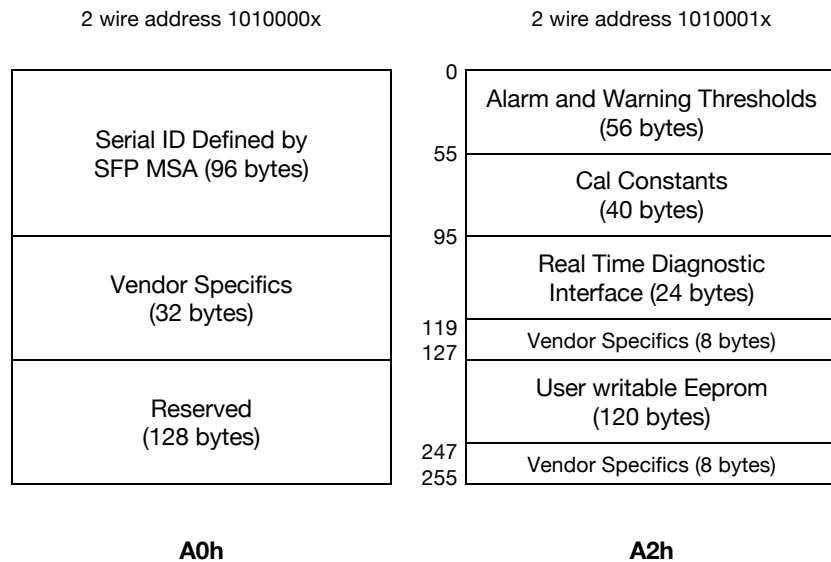 2 wire address 1010000x
Serial ID Defined by
SFP MSA (96 bytes)
Vendor Specifics
(32 bytes)
Reserved
(128 bytes)
A0h
2 wire address 1010001x
0
Alarm and Warning Thresholds
(56 bytes)
55
Cal Constants
(40 bytes)
95
Real Time Diagnostic
Interface (24 bytes)
119
Vendor Specifics (8 bytes)
127
User writable Eeprom
(120 bytes)
247
Vendor Specifics (8 bytes)
255
A2h